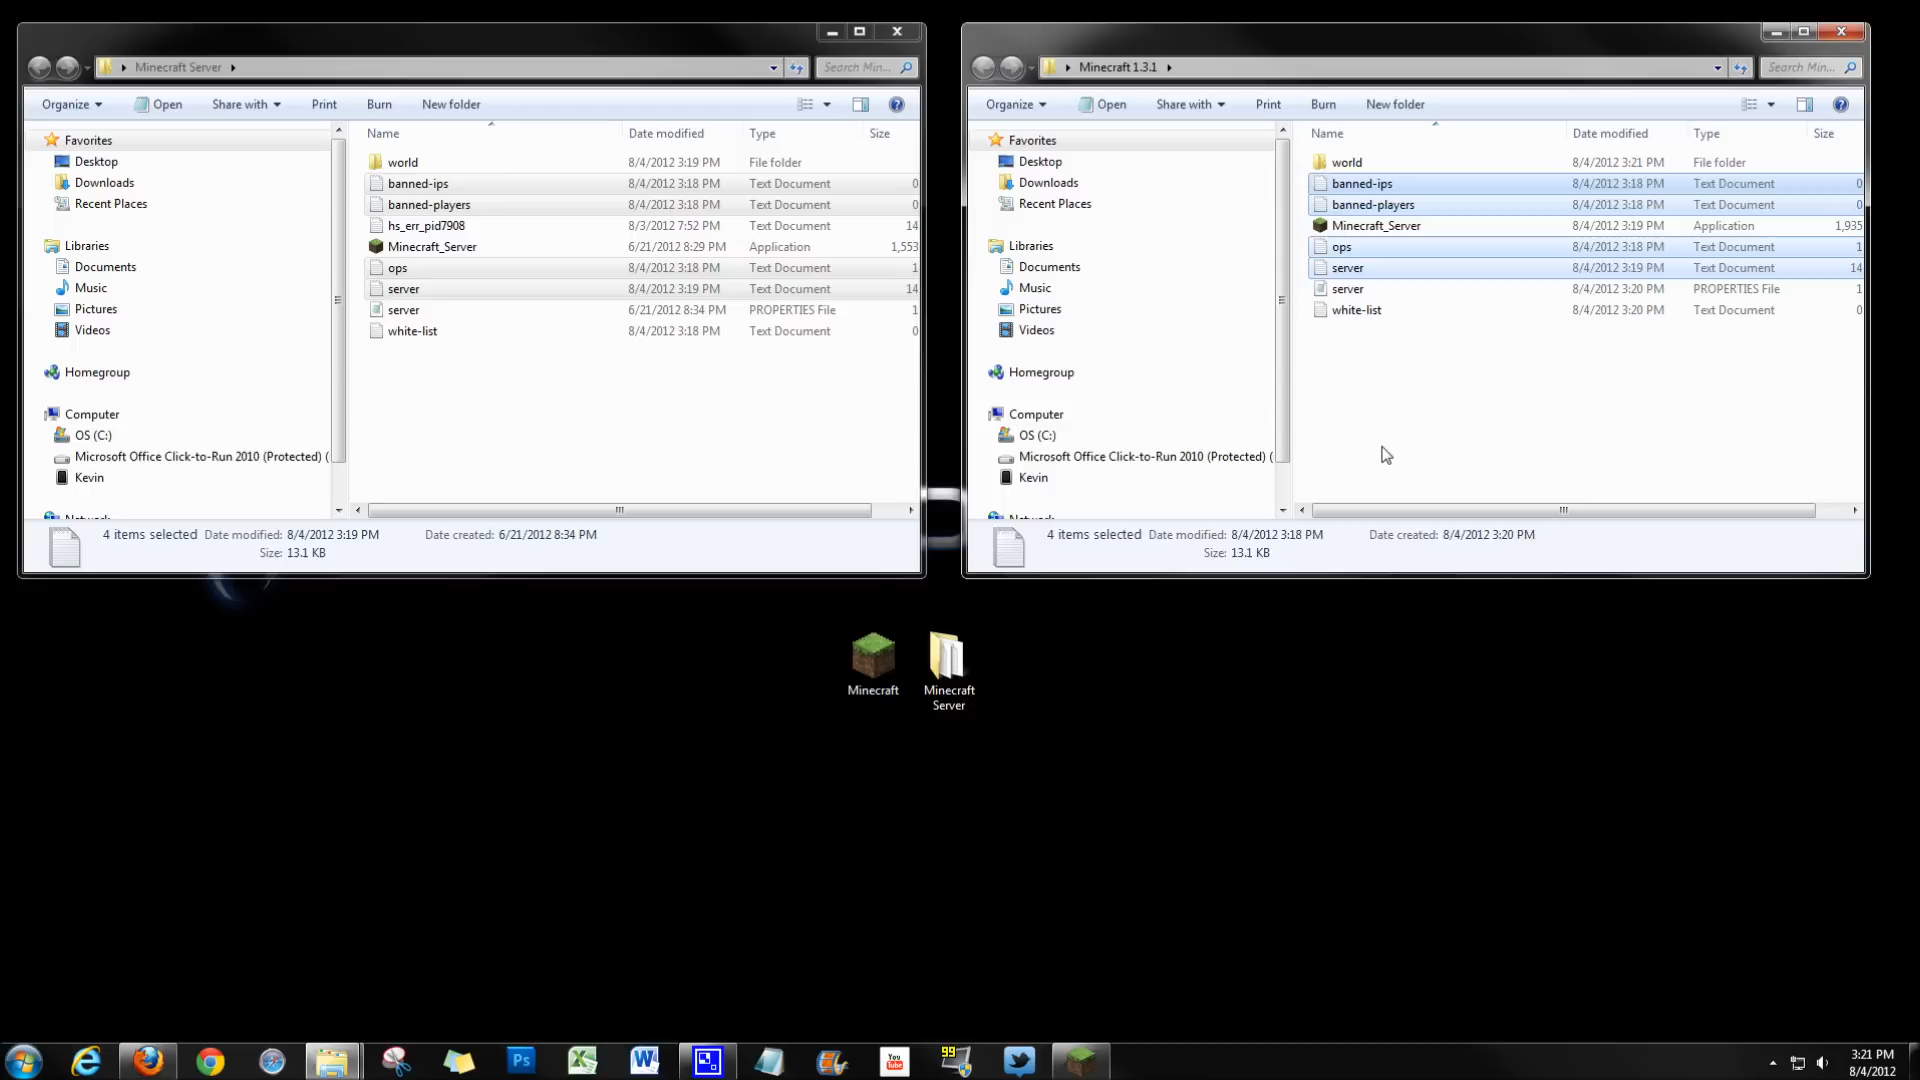 Minecraft Server
Search Min...
Organize Open Share with Print Burn New folder
Favorites
Desktop
Downloads
Recent Places
Libraries
Documents
Music
Pictures
Videos
Homegroup
Computer
OS (C:)
Microsoft Office Click-to-Run 2010 (Protected) (
Kevin
Name Date modified Type Size
world 8/4/2012 3:19 PM File folder
banned-ips 8/4/2012 3:18 PM Text Document 0
banned-players 8/4/2012 3:18 PM Text Document 0
hs_err_pid7908 8/3/2012 7:52 PM Text Document 14
Minecraft_Server 6/21/2012 8:29 PM Application 1,553
ops 8/4/2012 3:18 PM Text Document 1
server 8/4/2012 3:19 PM Text Document 14
server 6/21/2012 8:34 PM PROPERTIES File 1
white-list 8/4/2012 3:18 PM Text Document 0
4 items selected Date modified: 8/4/2012 3:19 PM Date created: 6/21/2012 8:34 PM
Size: 13.1 KB
Minecraft 1.3.1
Search Min...
Organize Open Share with Print Burn New folder
Favorites
Desktop
Downloads
Recent Places
Libraries
Documents
Music
Pictures
Videos
Homegroup
Computer
OS (C:)
Microsoft Office Click-to-Run 2010 (Protected) (
Kevin
Name Date modified Type Size
world 8/4/2012 3:21 PM File folder
banned-ips 8/4/2012 3:18 PM Text Document 0
banned-players 8/4/2012 3:18 PM Text Document 0
Minecraft_Server 8/4/2012 3:19 PM Application 1,935
ops 8/4/2012 3:18 PM Text Document 1
server 8/4/2012 3:19 PM Text Document 14
server 8/4/2012 3:20 PM PROPERTIES File 1
white-list 8/4/2012 3:20 PM Text Document 0
4 items selected Date modified: 8/4/2012 3:18 PM Date created: 8/4/2012 3:20 PM
Size: 13.1 KB
Minecraft
Minecraft
Server
Ps
You
Tube
99
3:21 PM
8/4/2012